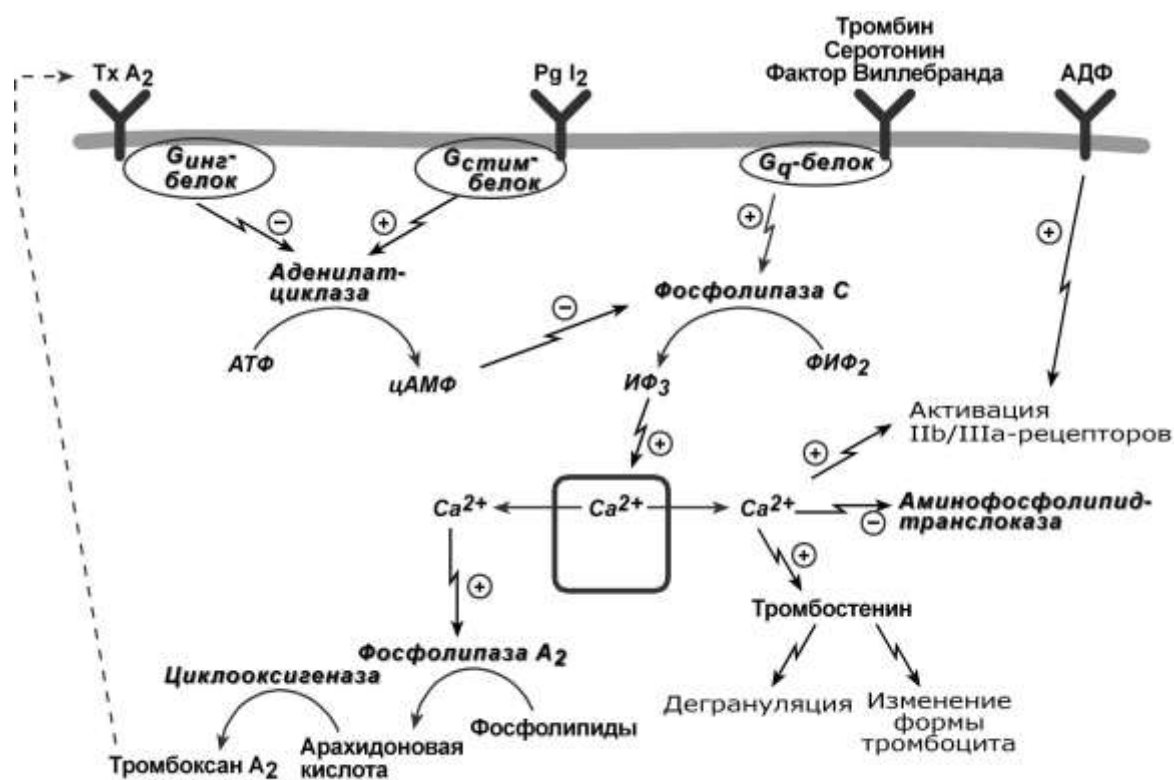 Тромбин
Серотонин
Фактор Виллебранда
Tx A2
Pg I2
АДФ
Gинг-
белок
Gстим-
белок
Gq-белок
−
+
+
+
Аденилат-
циклаза
Фосфолипаза С
−
АТФ
цАМФ
ИФ3
ФИФ2
Активация
IIb/IIIa-рецепторов
+
+
Ca2+
Ca2+
Ca2+
−
Аминофосфолипид-
транслоказа
+
+
Тромбостенин
Фосфолипаза А2
Циклооксигеназа
Дегрануляция
Изменение
формы
тромбоцита
Фосфолипиды
Арахидоновая
кислота
Тромбоксан А2